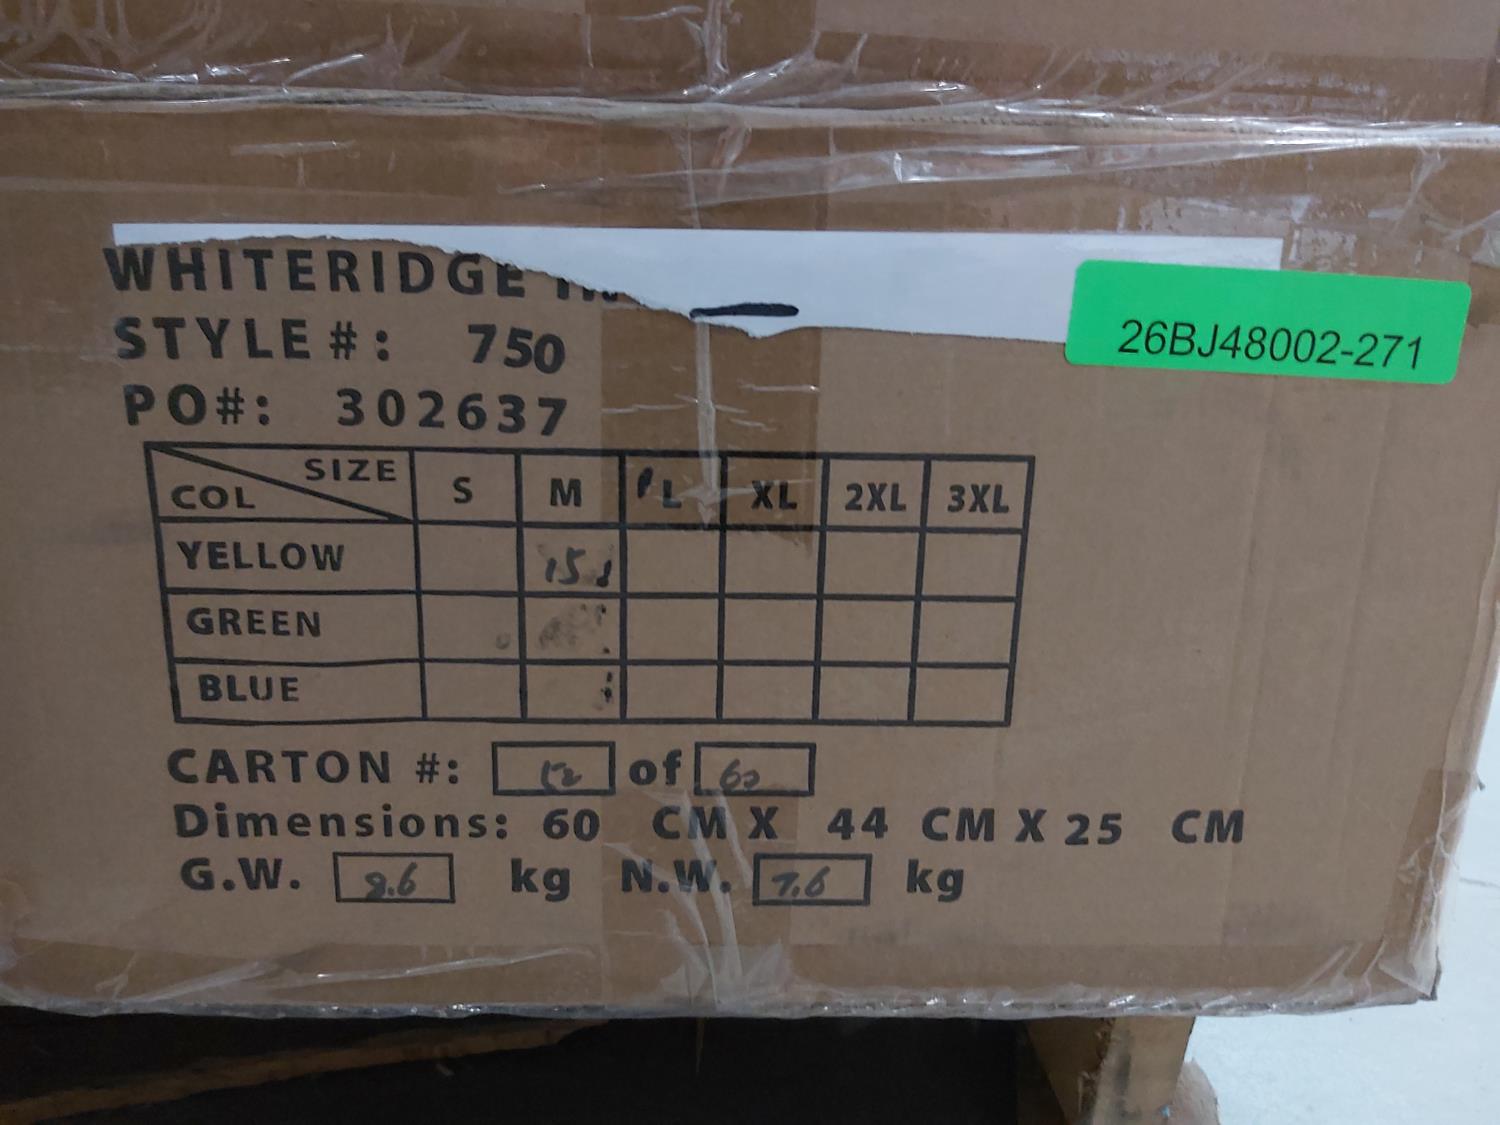 WHITERIDGE
26BJ48002-271
STYLE #: 750
PO#: 302637
SIZE COL S M L XL 2XL 3XL
YELLOW 15
GREEN
BLUE
CARTON #: of 60
Dimensions: 60 CM X 44 CM X 25 CM
G.W. 8.6 kg N.W. 7.6 kg